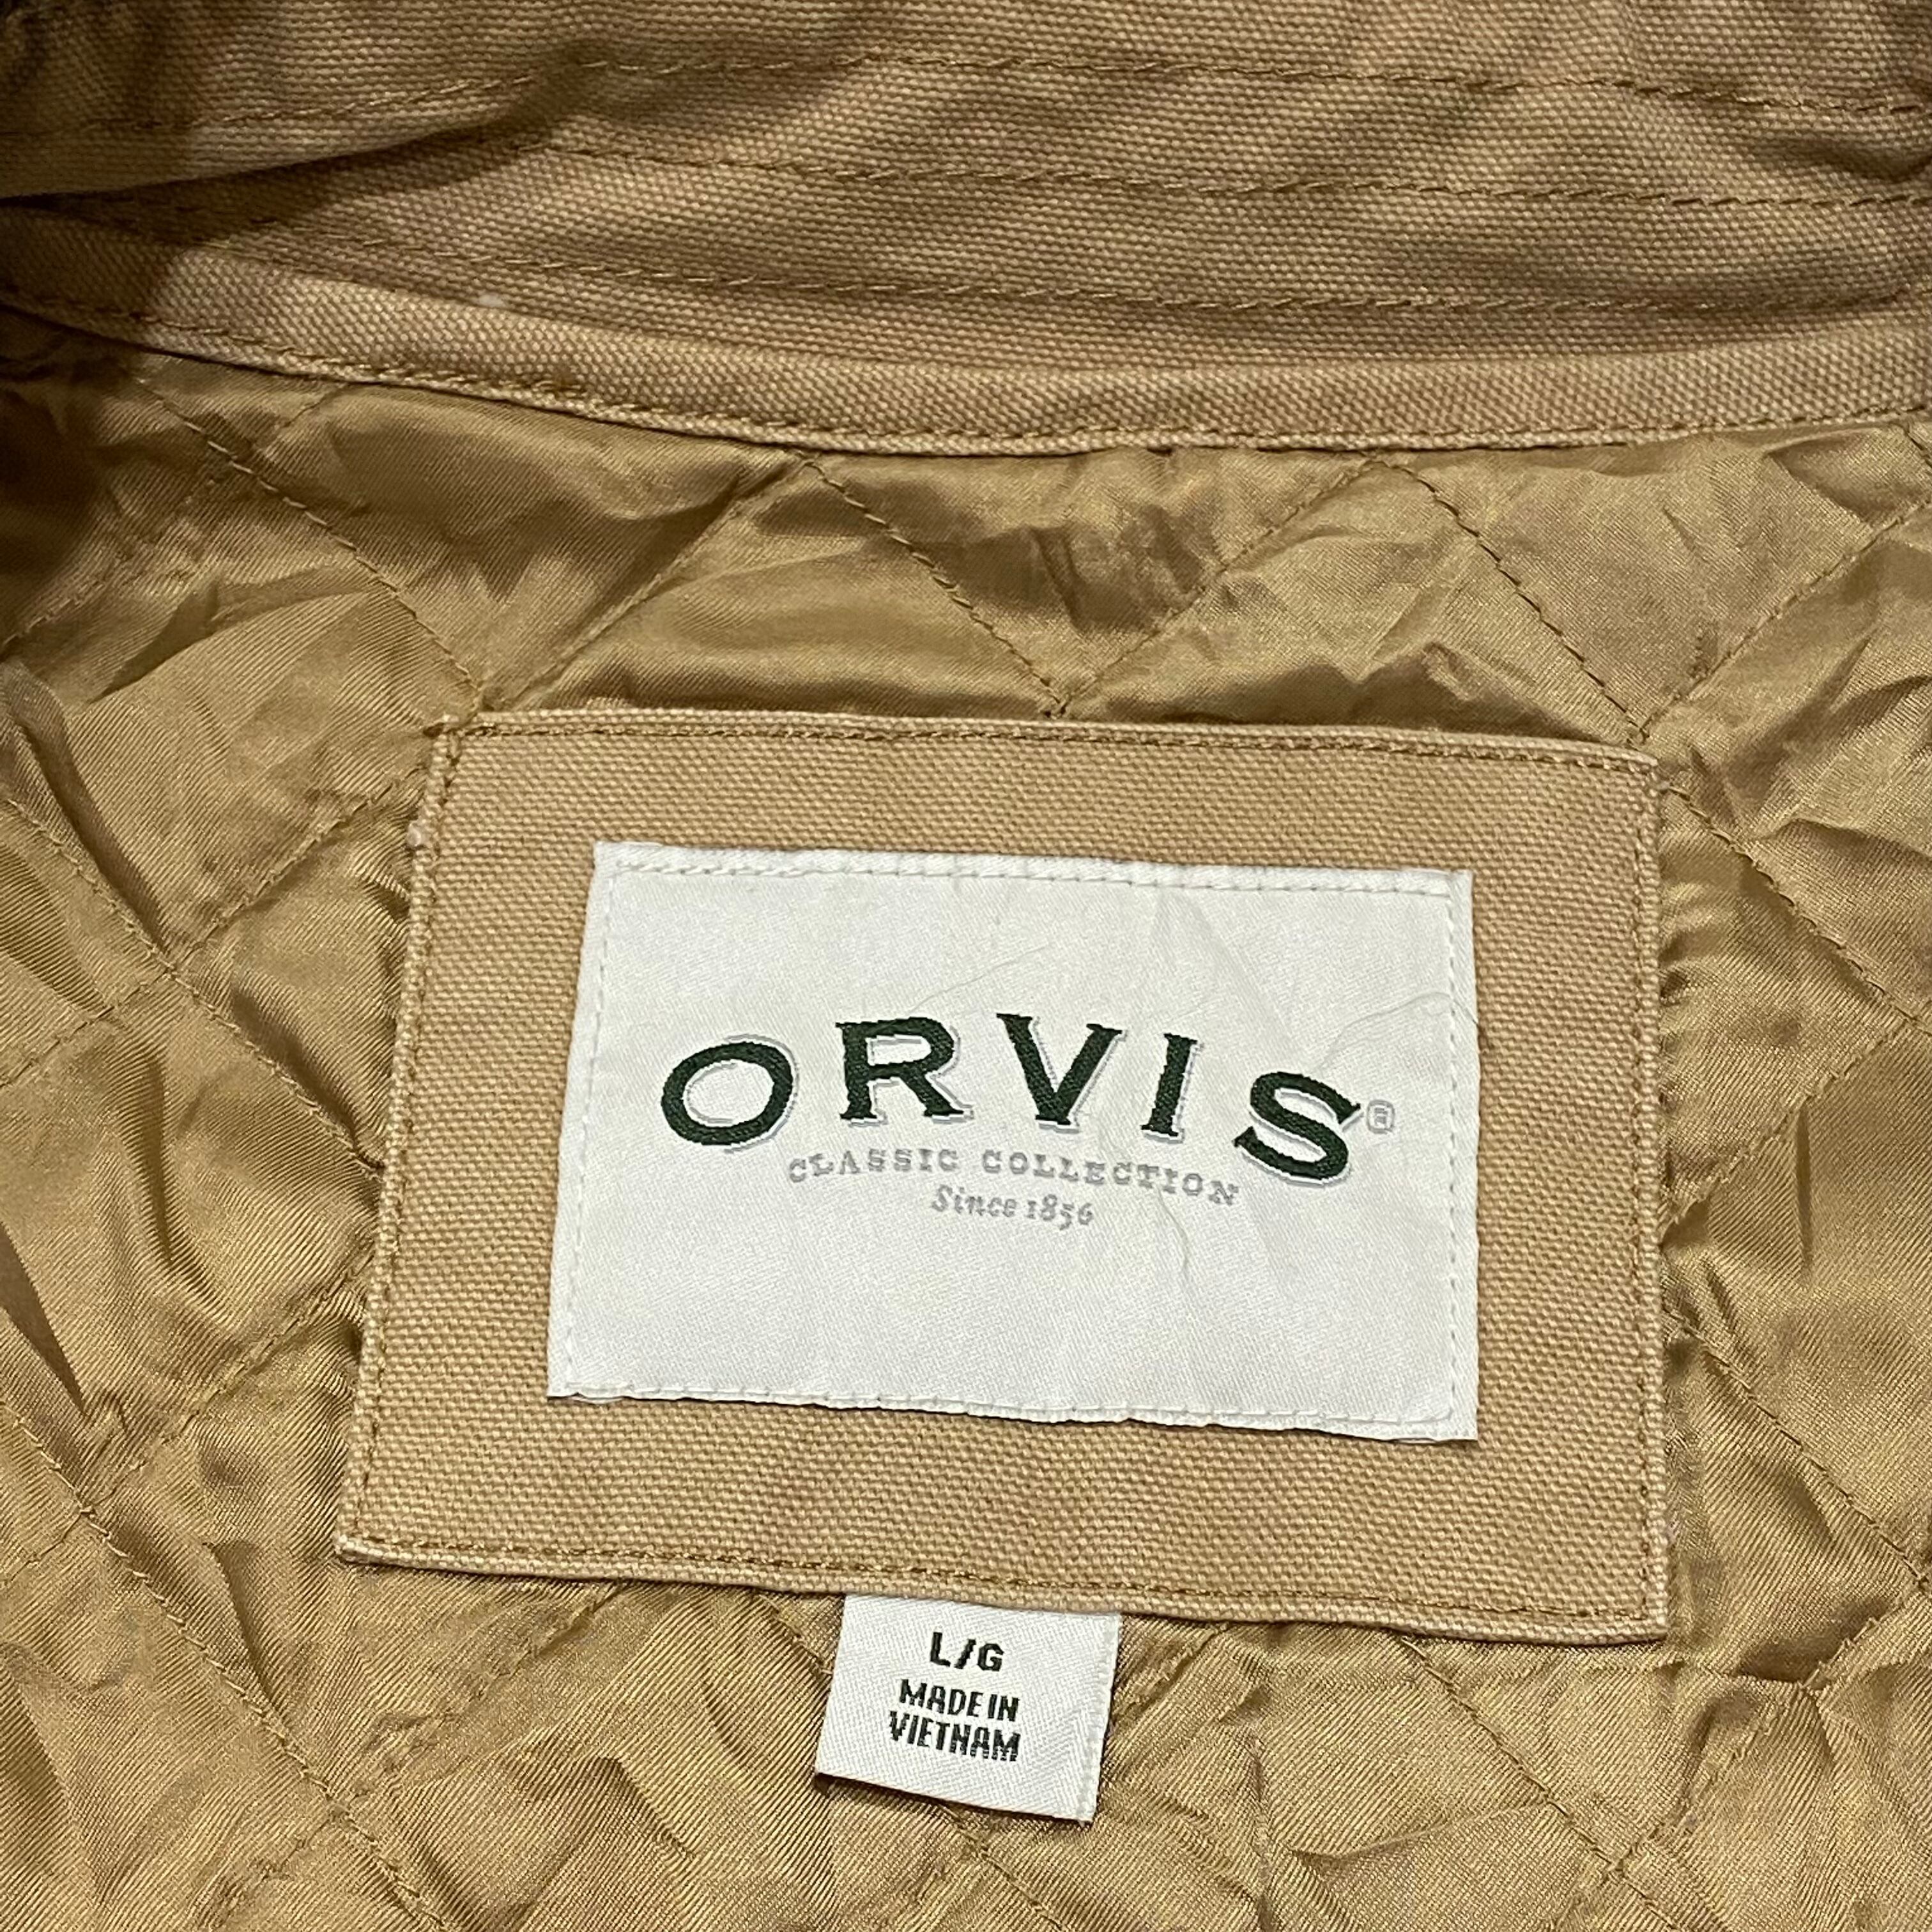 ORVIS®
CLASSIC COLLECTION
Since 1856
L/G
MADE IN
VIETNAM